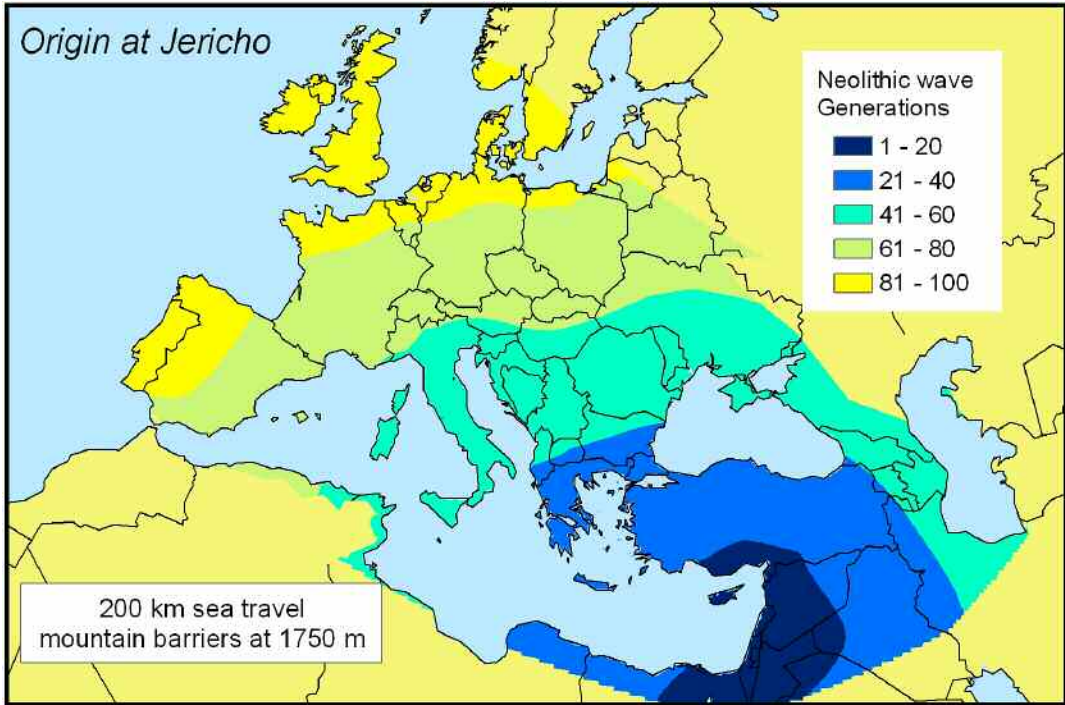 Origin at Jericho
Neolithic wave
Generations
1 - 20
21 - 40
41 - 60
61 - 80
81 - 100
200 km sea travel
mountain barriers at 1750 m